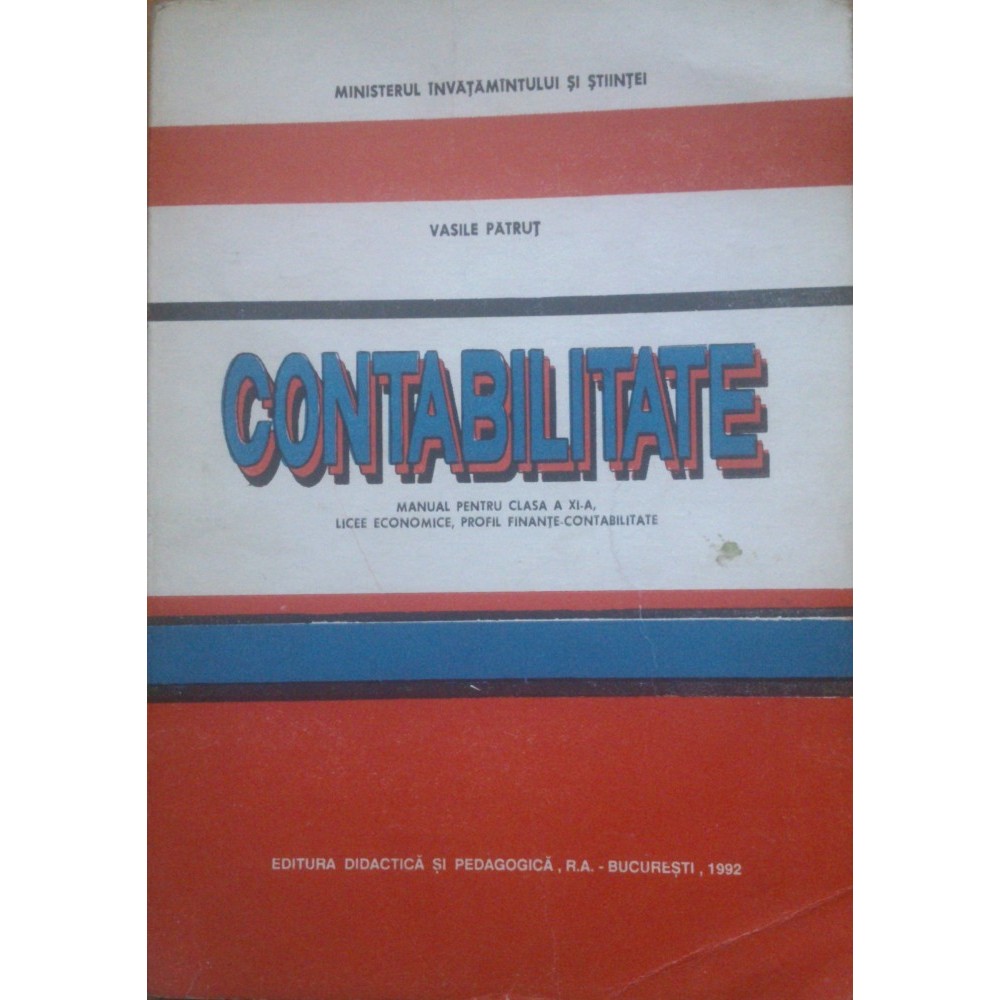 MINISTERUL ÎNVĂȚĂMÎNTULUI ȘI ȘTIINȚEI
VASILE PĂTRUȚ
CONTABILITATE
MANUAL PENTRU CLASA A XI-A,
LICEE ECONOMICE, PROFIL FINANȚE-CONTABILITATE
EDITURA DIDACTICĂ ȘI PEDAGOGICĂ, R.A. - BUCUREȘTI, 1992